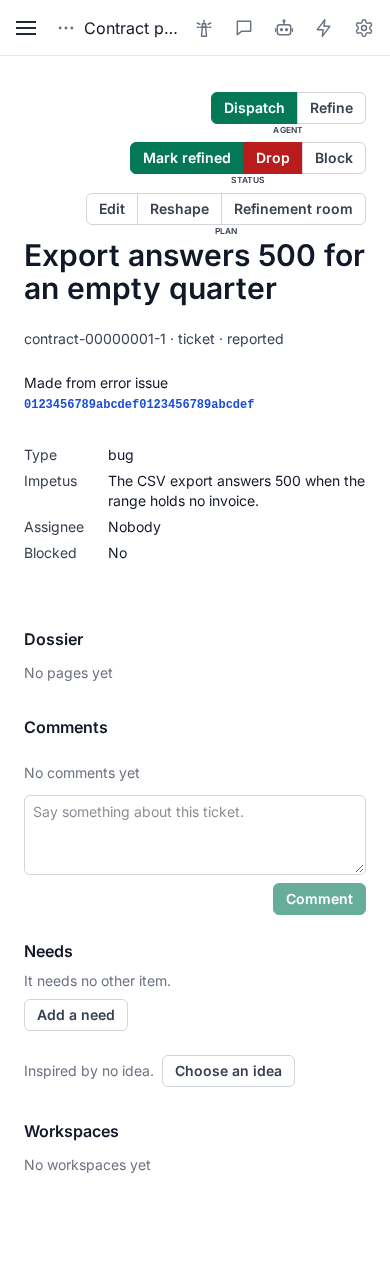 Contract p...
Dispatch Refine
AGENT
Mark refined Drop Block
STATUS
Edit Reshape Refinement room
PLAN
Export answers 500 for
an empty quarter
contract-00000001-1 · ticket · reported
Made from error issue
0123456789abcdef0123456789abcdef
Type bug
Impetus The CSV export answers 500 when the
range holds no invoice.
Assignee Nobody
Blocked No
Dossier
No pages yet
Comments
No comments yet
Say something about this ticket.
Comment
Needs
It needs no other item.
Add a need
Inspired by no idea. Choose an idea
Workspaces
No workspaces yet